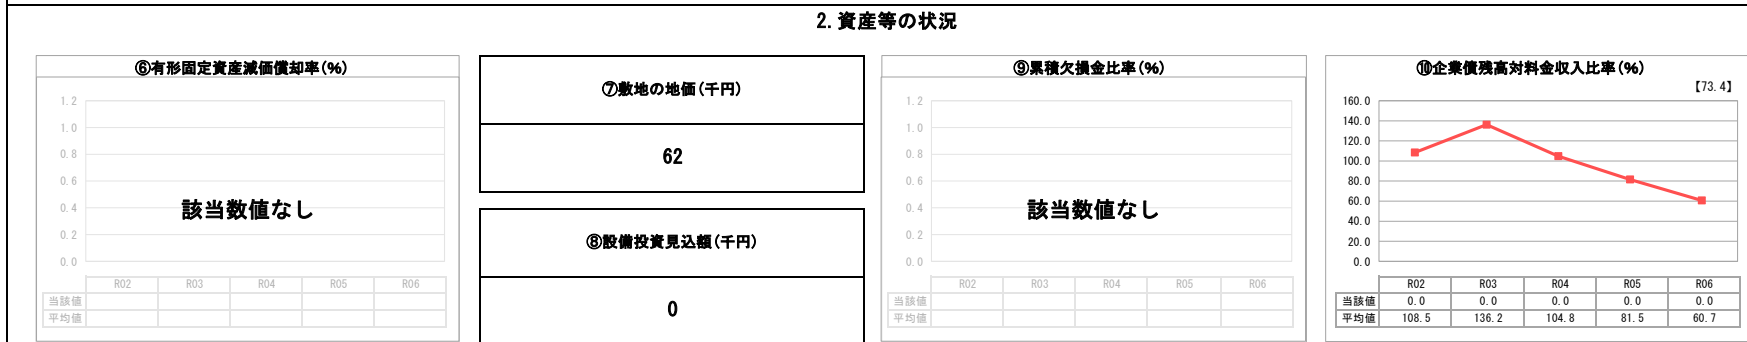 2.資産等の状況
⑥有形固定資産減価償却率(%)
1.2
1.0
0.8
0.6
0.4
0.2
0.0
該当数値なし
R02 R03 R04 R05 R06
当該値
平均値
⑦敷地の地価(千円)
62
⑧設備投資見込額(千円)
0
⑨累積欠損金比率(%)
1.2
1.0
0.8
0.6
0.4
0.2
0.0
該当数値なし
R02 R03 R04 R05 R06
当該値
平均値
⑩企業債残高対料金収入比率(%)
【73.4】
160.0
140.0
120.0
100.0
80.0
60.0
40.0
20.0
0.0
R02 R03 R04 R05 R06
当該値 0.0 0.0 0.0 0.0 0.0
平均値 108.5 136.2 104.8 81.5 60.7